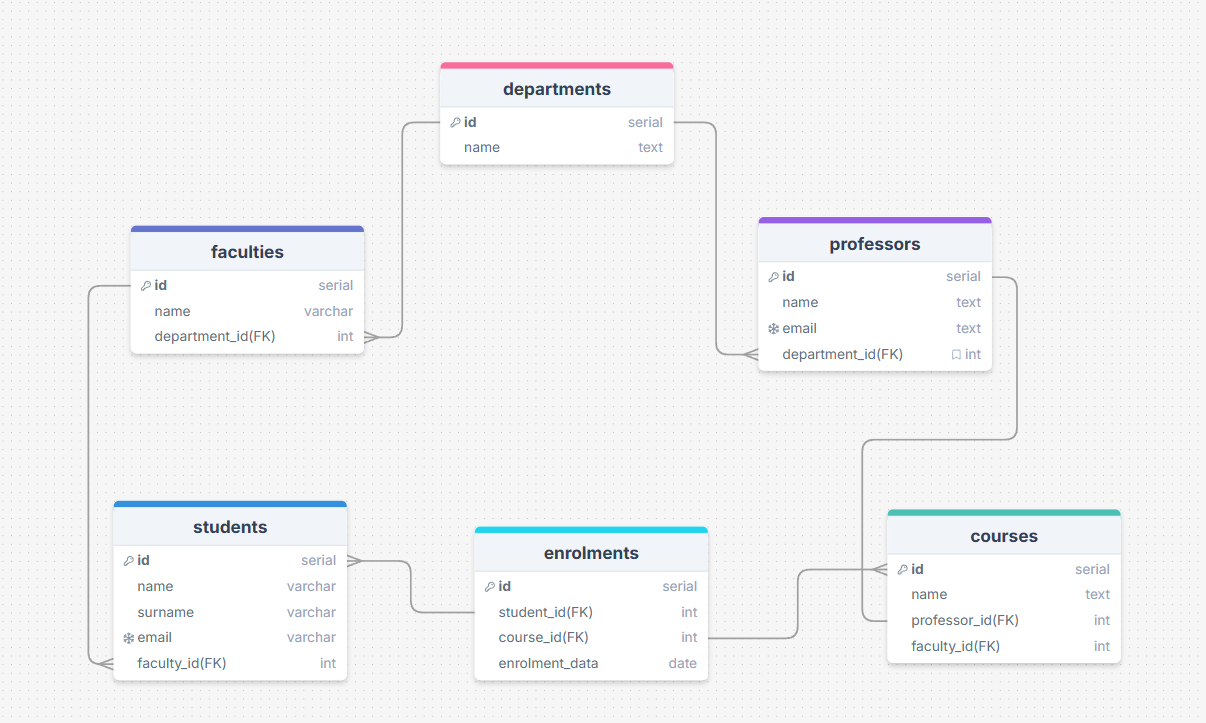 departments
id serial
name text
faculties
id serial
name varchar
department_id(FK) int
professors
id serial
name text
email text
department_id(FK) int
students
id serial
name varchar
surname varchar
email varchar
faculty_id(FK) int
enrolments
id serial
student_id(FK) int
course_id(FK) int
enrolment_data date
courses
id serial
name text
professor_id(FK) int
faculty_id(FK) int